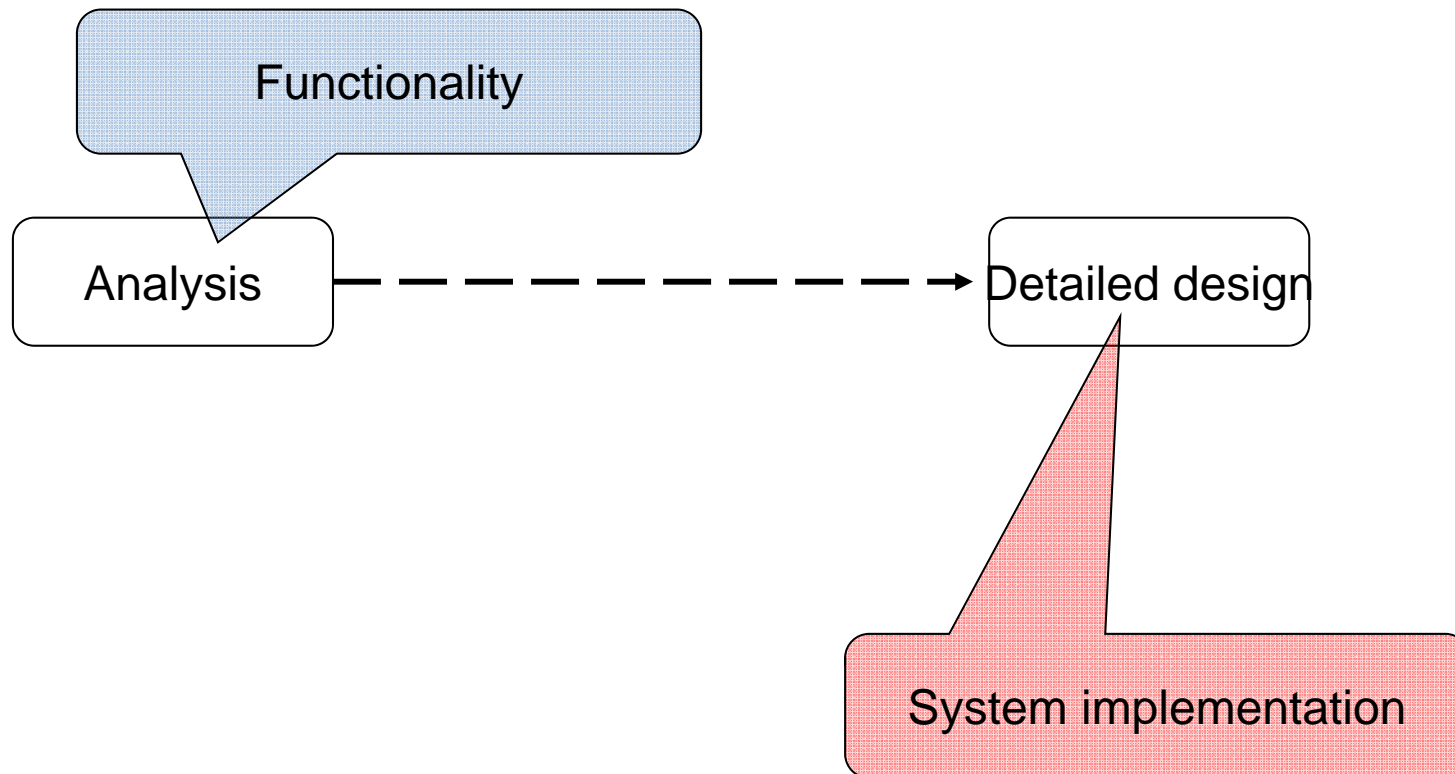 Functionality
Analysis
Detailed design
System implementation